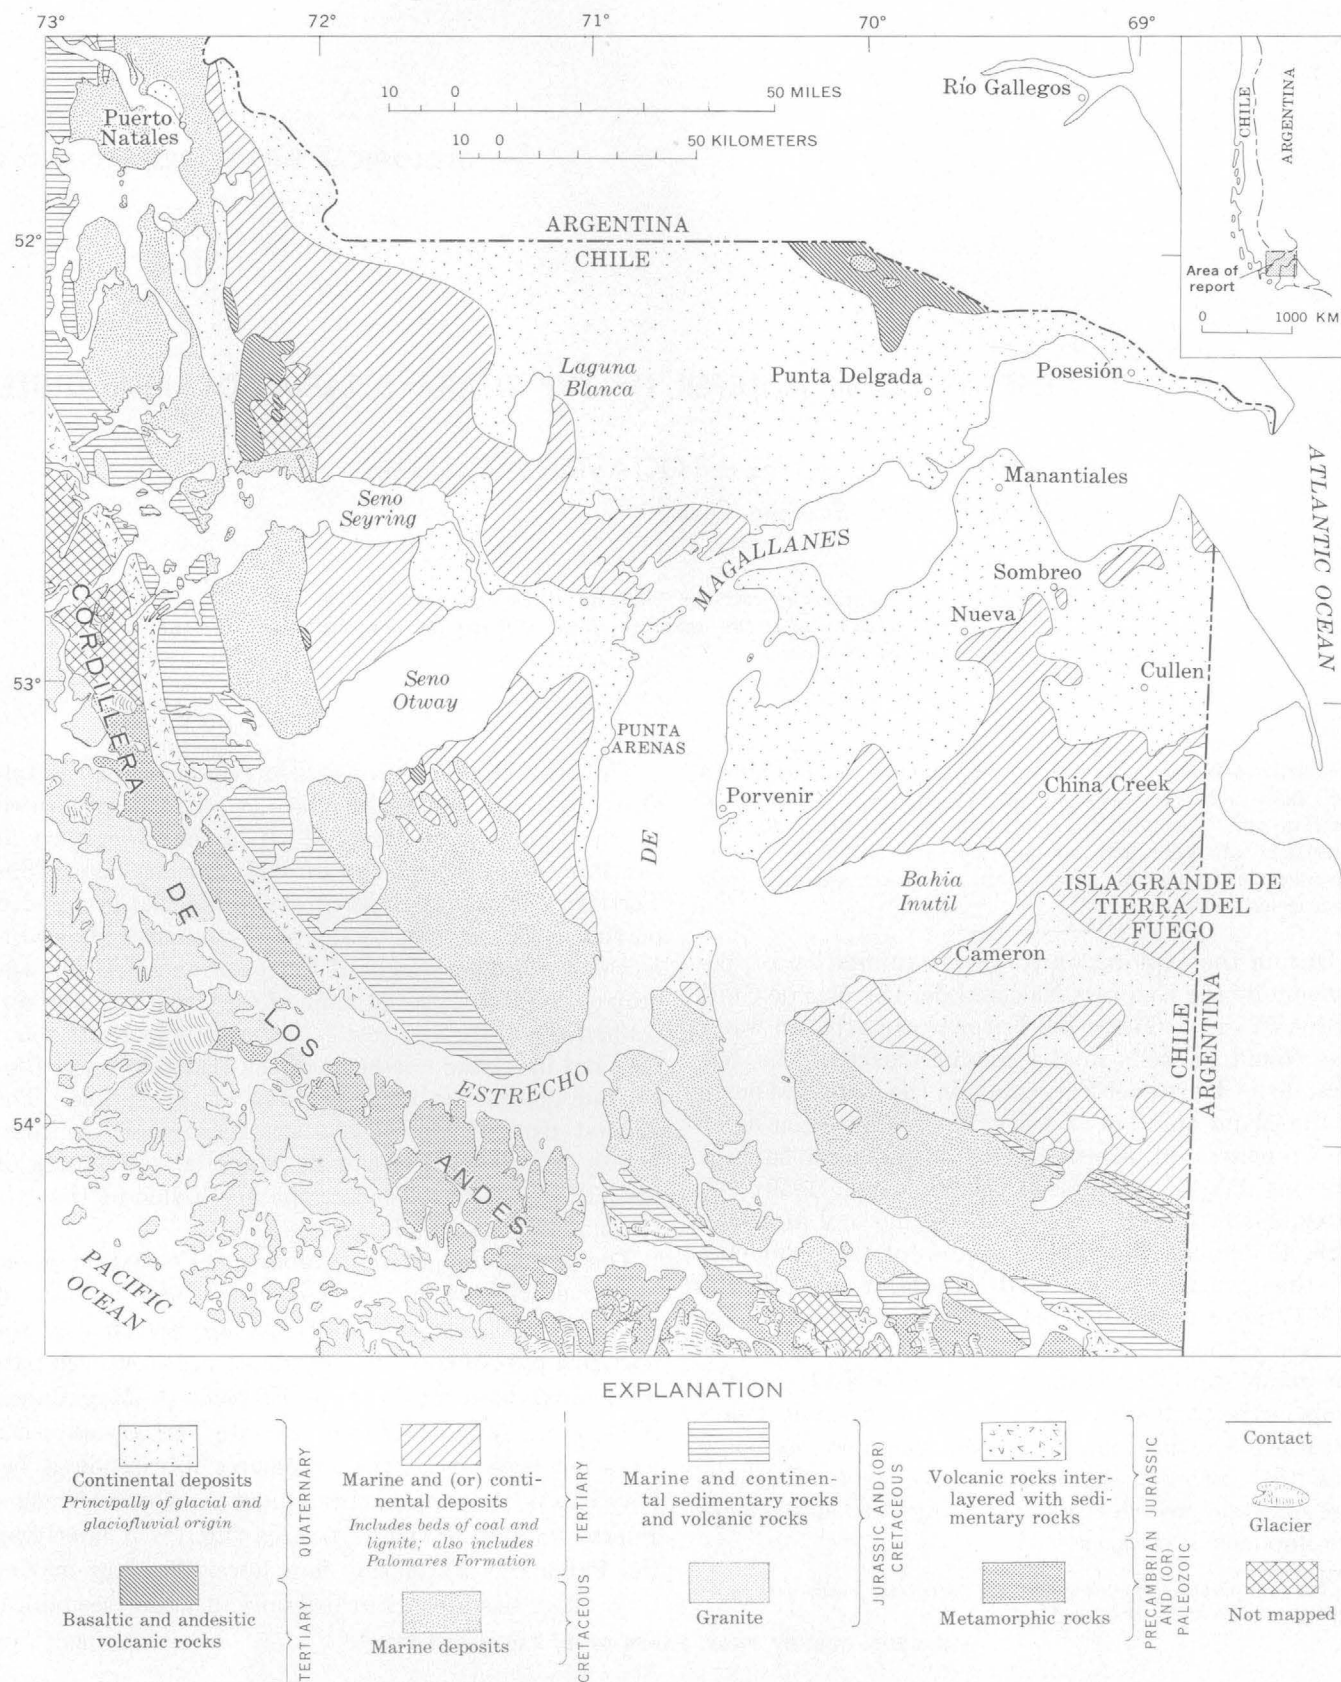 73°
72°
71°
70°
69°
10 0 50 MILES
10 0 50 KILOMETERS
Río Gallegos
CHILE
ARGENTINA
Area of
report
0 1000 KM
Puerto
Natales
52°
ARGENTINA
CHILE
Laguna
Blanca
Punta Delgada
Posesión
ATLANTIC OCEAN
Manantiales
Seno
Seyring
MAGALLANES
Sombreo
Nueva
CORDILLERA
53°
Seno
Otway
Cullen
PUNTA
ARENAS
Porvenir
China Creek
DE
DE
Bahia
Inutil
ISLA GRANDE DE
TIERRA DEL
FUEGO
Cameron
LOS
CHILE
ARGENTINA
ESTRECHO
54°
ANDES
PACIFIC
OCEAN
EXPLANATION
Continental deposits
Principally of glacial and
glaciofluvial origin
QUATERNARY
Basaltic and andesitic
volcanic rocks
TERTIARY
Marine and (or) conti-
nental deposits
Includes beds of coal and
lignite; also includes
Palomares Formation
TERTIARY
Marine deposits
CRETACEOUS
Marine and continen-
tal sedimentary rocks
and volcanic rocks
Granite
JURASSIC AND (OR)
CRETACEOUS
Volcanic rocks inter-
layered with sedi-
mentary rocks
JURASSIC
Metamorphic rocks
PRECAMBRIAN
AND (OR)
PALEOZOIC
Contact
Glacier
Not mapped